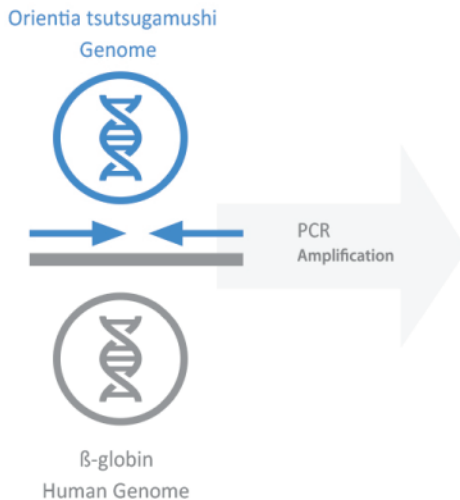 Orientia tsutsugamushi
Genome
PCR
Amplification
ß-globin
Human Genome